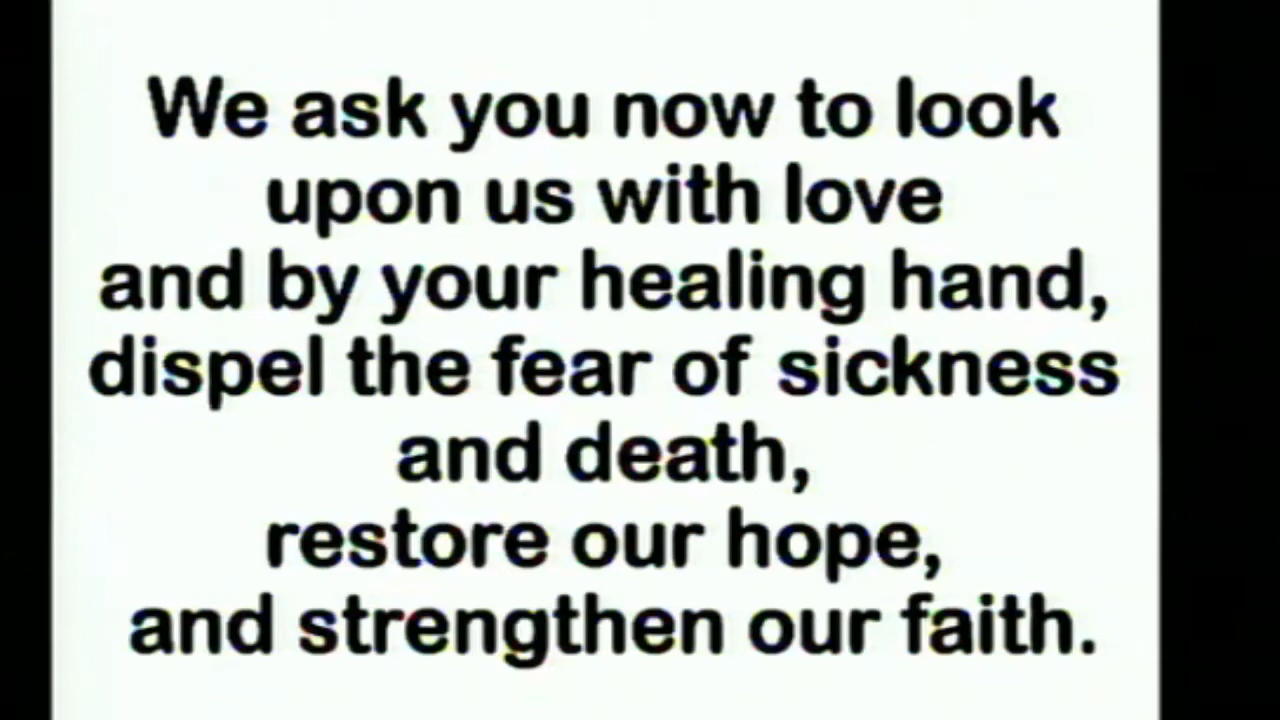 We ask you now to look
upon us with love
and by your healing hand,
dispel the fear of sickness
and death,
restore our hope,
and strengthen our faith.